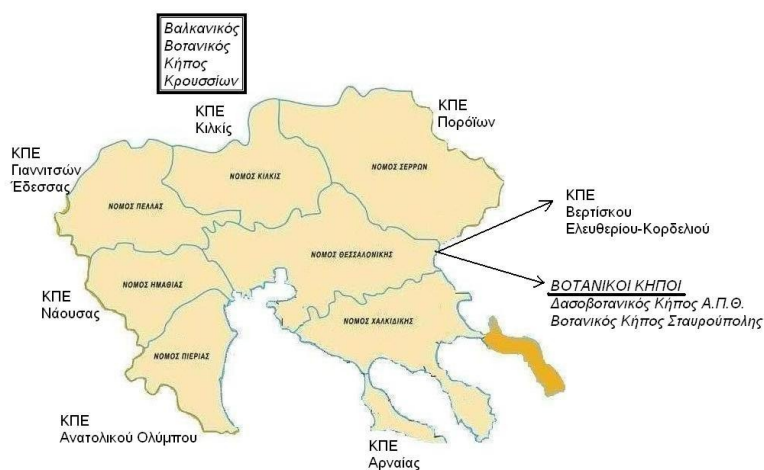 Βαλκανικός
Βοτανικός
Κήπος
Κρουσσίων
ΚΠΕ
Κιλκίς
ΚΠΕ
Ποροΐων
ΚΠΕ
Γιαννιτσών
Έδεσσας
ΝΟΜΟΣ ΣΕΡΡΩΝ
ΝΟΜΟΣ ΚΙΛΚΙΣ
ΝΟΜΟΣ ΠΕΛΛΑΣ
ΚΠΕ
Βερτίσκου
Ελευθερίου-Κορδελιού
ΝΟΜΟΣ ΘΕΣΣΑΛΟΝΙΚΗΣ
ΝΟΜΟΣ ΗΜΑΘΙΑΣ
ΒΟΤΑΝΙΚΟΙ ΚΗΠΟΙ
Δασοβοτανικός Κήπος Α.Π.Θ.
Βοτανικός Κήπος Σταυρούπολης
ΚΠΕ
Νάουσας
ΝΟΜΟΣ ΧΑΛΚΙΔΙΚΗΣ
ΝΟΜΟΣ ΠΙΕΡΙΑΣ
ΚΠΕ
Ανατολικού Ολύμπου
ΚΠΕ
Αρναίας